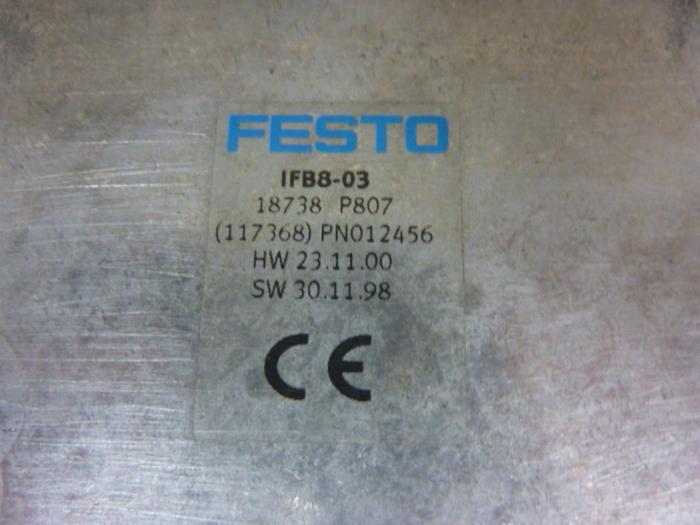 FESTO
IFB8-03
18738 P807
(117368) PN012456
HW 23.11.00
SW 30.11.98
CE